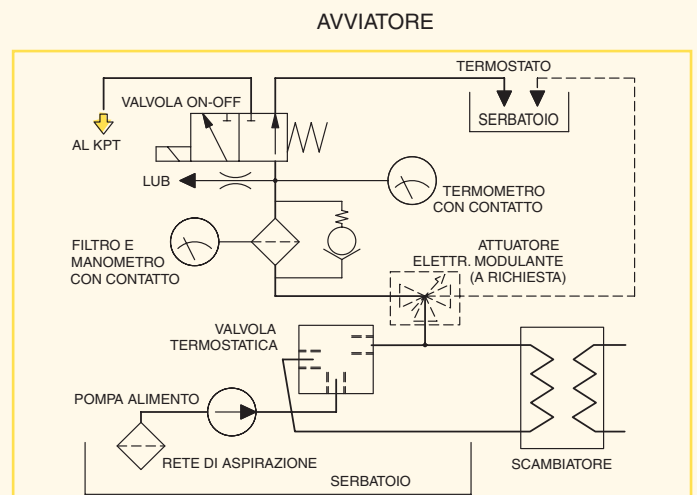 AVVIATORE
TERMOSTATO
VALVOLA ON-OFF
SERBATOIO
AL KPT
LUB
TERMOMETRO
CON CONTATTO
FILTRO E
MANOMETRO
CON CONTATTO
ATTUATORE
ELETTR. MODULANTE
(A RICHIESTA)
VALVOLA
TERMOSTATICA
POMPA ALIMENTO
RETE DI ASPIRAZIONE
SCAMBIATORE
SERBATOIO